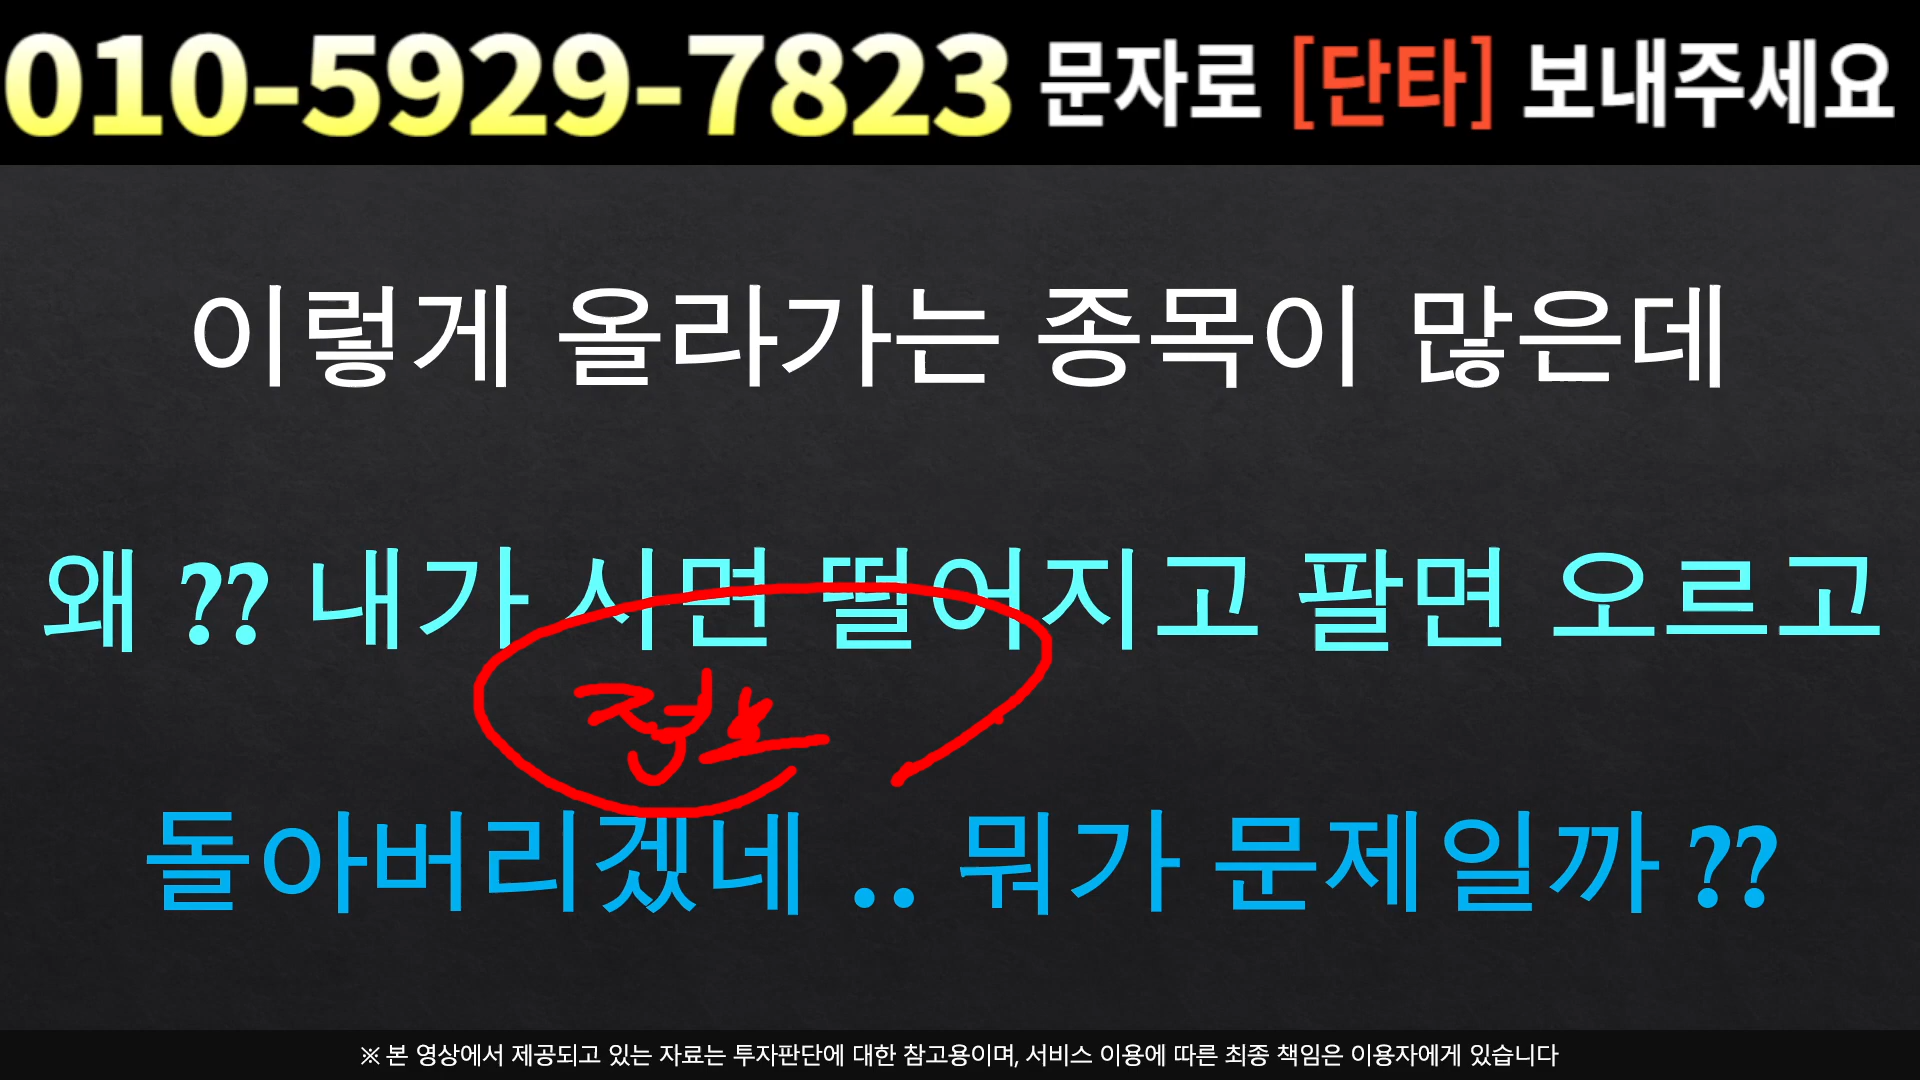 010-5929-7823 문자로 [단타] 보내주세요
이렇게 올라가는 종목이 많은데
왜 ?? 내가 사면 떨어지고 팔면 오르고
정보
돌아버리겠네 .. 뭐가 문제일까 ??
※ 본 영상에서 제공되고 있는 자료는 투자판단에 대한 참고용이며, 서비스 이용에 따른 최종 책임은 이용자에게 있습니다